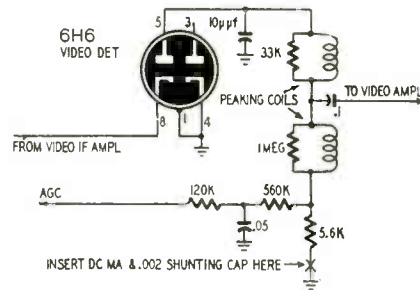 6H6
VIDEO DET
5
3
10µµf
33K
PEAKING COILS
TO VIDEO AMPL
.1
8
1
4
FROM VIDEO IF AMPL
1MEG
AGC
120K
560K
.05
5.6K
INSERT DC MA & .002 SHUNTING CAP HERE